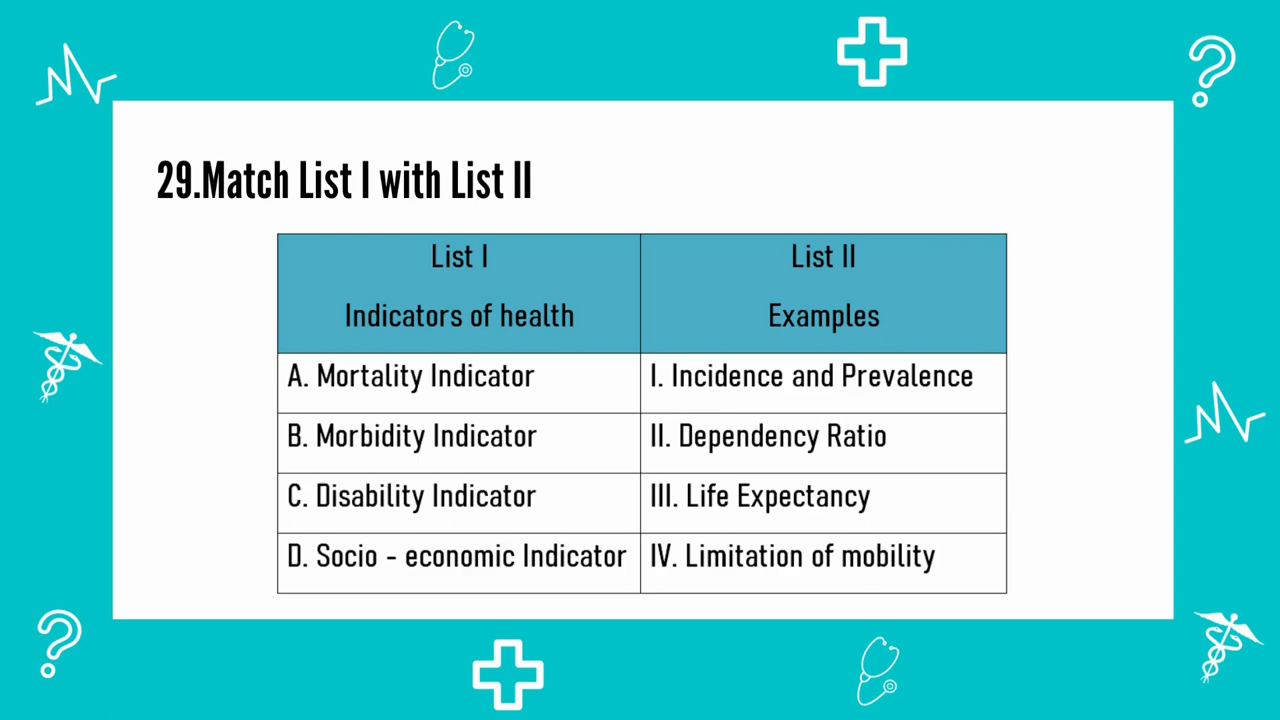 29.Match List I with List II
List I
Indicators of health
List II
Examples
A. Mortality Indicator
I. Incidence and Prevalence
B. Morbidity Indicator
II. Dependency Ratio
C. Disability Indicator
III. Life Expectancy
D. Socio - economic Indicator
IV. Limitation of mobility